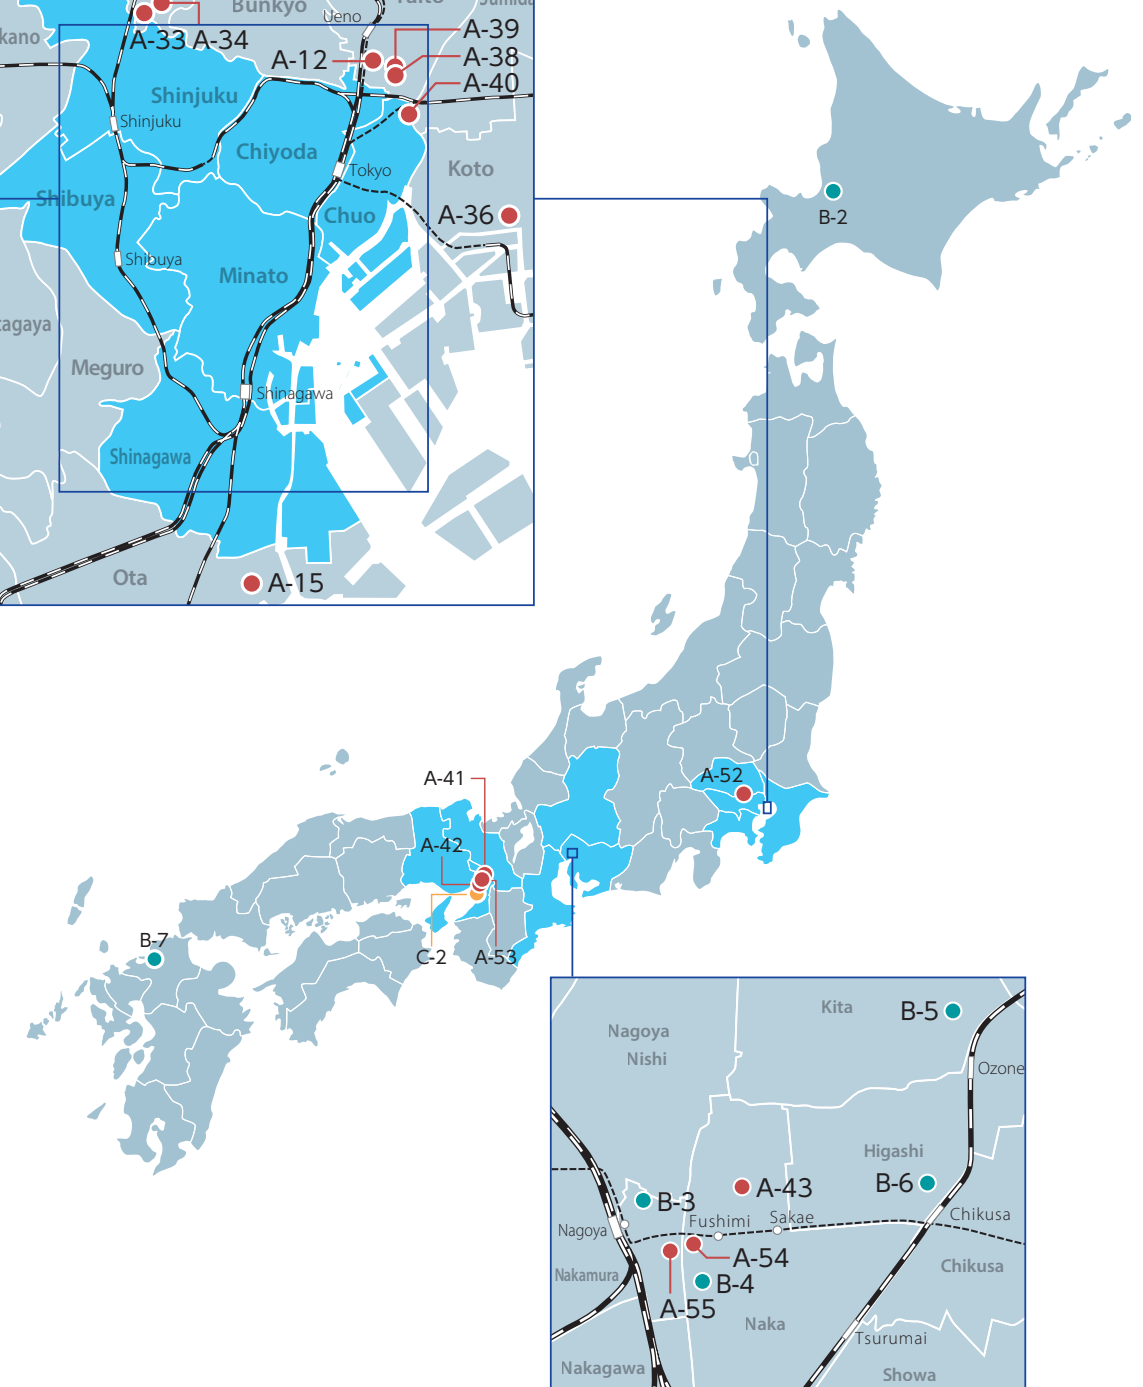 Bunkyo
Ueno
A-39
kano
A-33 A-34
A-12
A-38
A-40
Shinjuku
Shinjuku
Chiyoda
Tokyo
Koto
Shibuya
Chuo
A-36
B-2
Shibuya
Minato
tagaya
Meguro
Shinagawa
Shinagawa
Ota
A-15
A-52
A-41
A-42
C-2
A-53
B-7
Kita
B-5
Nagoya
Nishi
Ozone
Higashi
B-6
A-43
B-3
Chikusa
Fushimi
Sakae
Nagoya
A-54
Chikusa
Nakamura
B-4
A-55
Naka
Tsurumai
Nakagawa
Showa